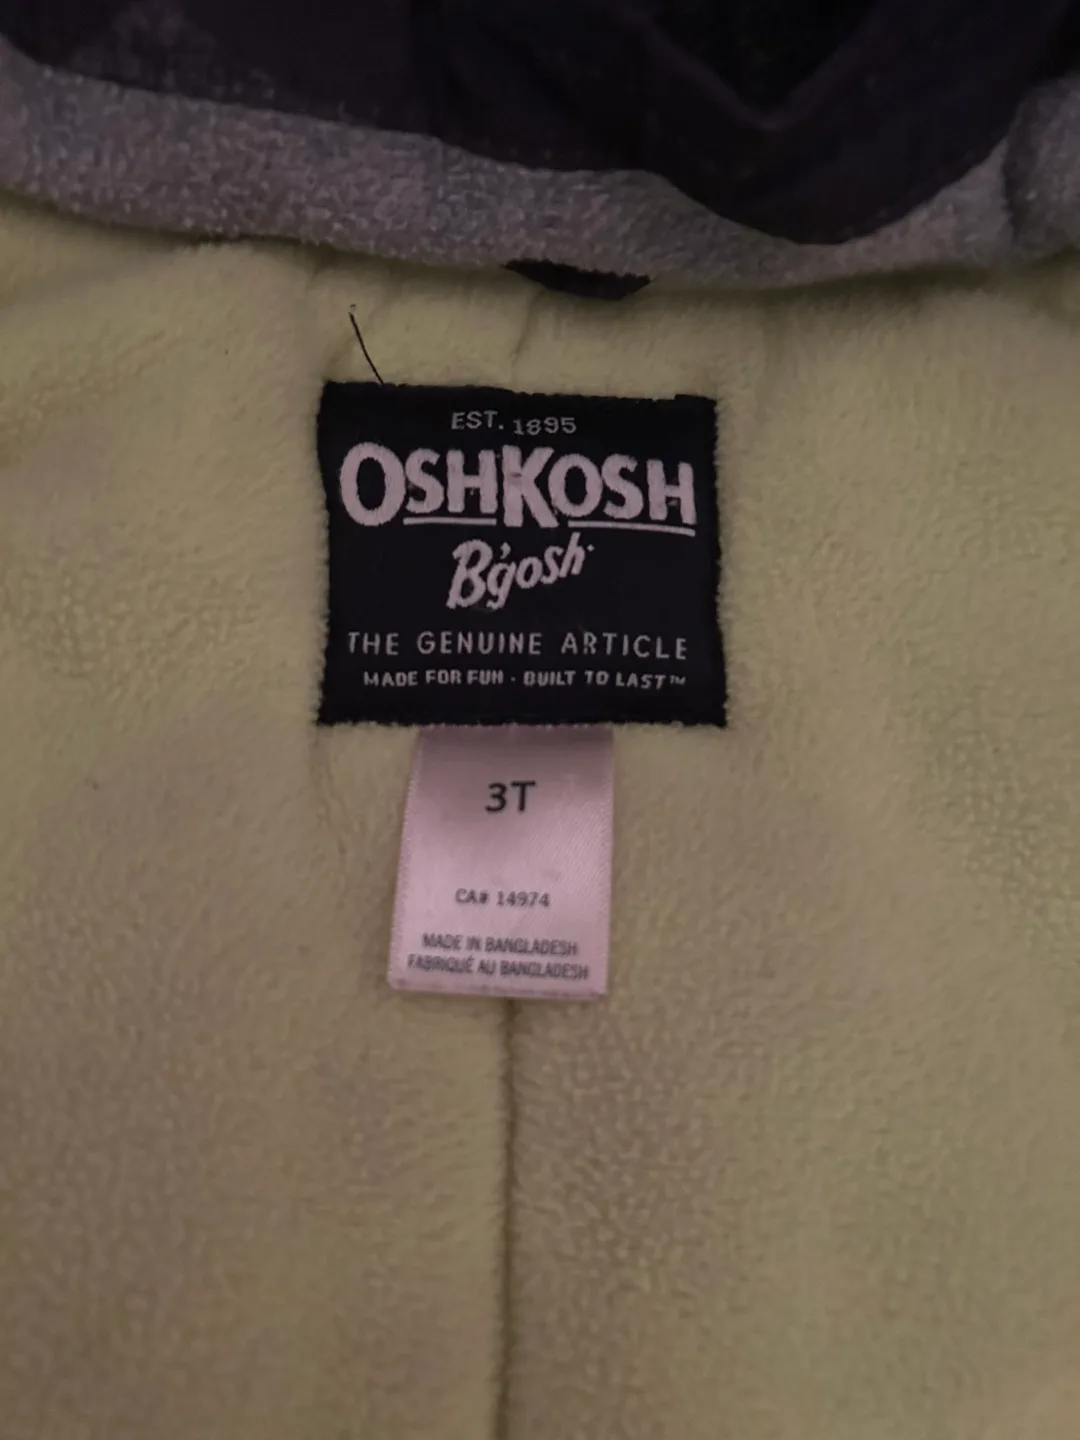 EST. 1895
OSHKOSH
B'gosh
THE GENUINE ARTICLE
MADE FOR FUN · BUILT TO LAST™
3T
CA# 14974
MADE IN BANGLADESH
FABRIQUÉ AU BANGLADESH